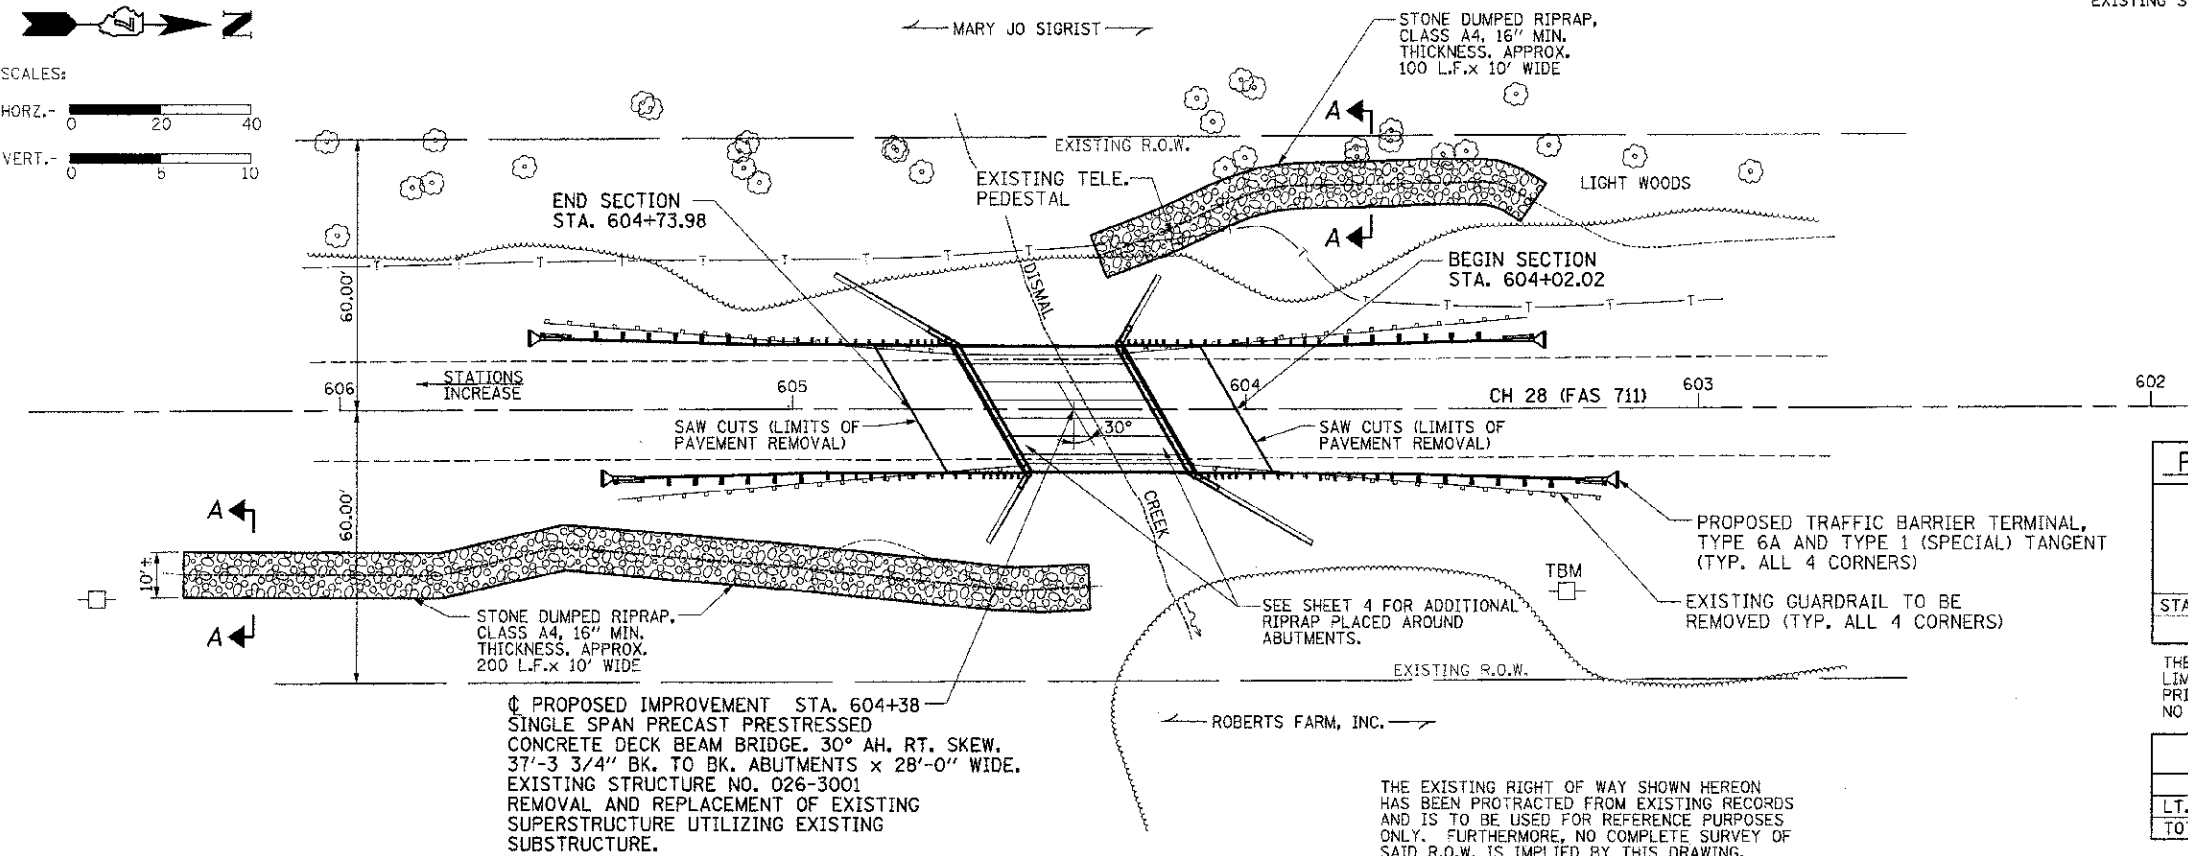 EXISTING S
MARY JO SIGRIST
STONE DUMPED RIPRAP,
CLASS A4, 16" MIN.
THICKNESS. APPROX.
100 L.F.x 10' WIDE
N
SCALES:
HORZ.-
0 20 40
VERT.-
0 5 10
A
EXISTING R.O.W.
EXISTING TELE.
PEDESTAL
LIGHT WOODS
END SECTION
STA. 604+73.98
A
BEGIN SECTION
STA. 604+02.02
T T T T T T T T T T T T T
DISMAL
60.00'
STATIONS
INCREASE
606 605 604 603 602
CH 28 (FAS 711)
SAW CUTS (LIMITS OF
PAVEMENT REMOVAL)
30°
SAW CUTS (LIMITS OF
PAVEMENT REMOVAL)
CREEK
60.00'
A
10'±
A
PROPOSED TRAFFIC BARRIER TERMINAL,
TYPE 6A AND TYPE 1 (SPECIAL) TANGENT
(TYP. ALL 4 CORNERS)
TBM
EXISTING GUARDRAIL TO BE
REMOVED (TYP. ALL 4 CORNERS)
STONE DUMPED RIPRAP,
CLASS A4, 16" MIN.
THICKNESS. APPROX.
200 L.F.x 10' WIDE
SEE SHEET 4 FOR ADDITIONAL
RIPRAP PLACED AROUND
ABUTMENTS.
EXISTING R.O.W.
ROBERTS FARM, INC.
℄ PROPOSED IMPROVEMENT STA. 604+38
SINGLE SPAN PRECAST PRESTRESSED
CONCRETE DECK BEAM BRIDGE. 30° AH. RT. SKEW.
37'-3 3/4" BK. TO BK. ABUTMENTS x 28'-0" WIDE.
EXISTING STRUCTURE NO. 026-3001
REMOVAL AND REPLACEMENT OF EXISTING
SUPERSTRUCTURE UTILIZING EXISTING
SUBSTRUCTURE.
THE EXISTING RIGHT OF WAY SHOWN HEREON
HAS BEEN PROTRACTED FROM EXISTING RECORDS
AND IS TO BE USED FOR REFERENCE PURPOSES
ONLY. FURTHERMORE, NO COMPLETE SURVEY OF
SAID R.O.W. IS IMPLIED BY THIS DRAWING.
STA
THE
LIM
PRI
NO
LT.
TOT